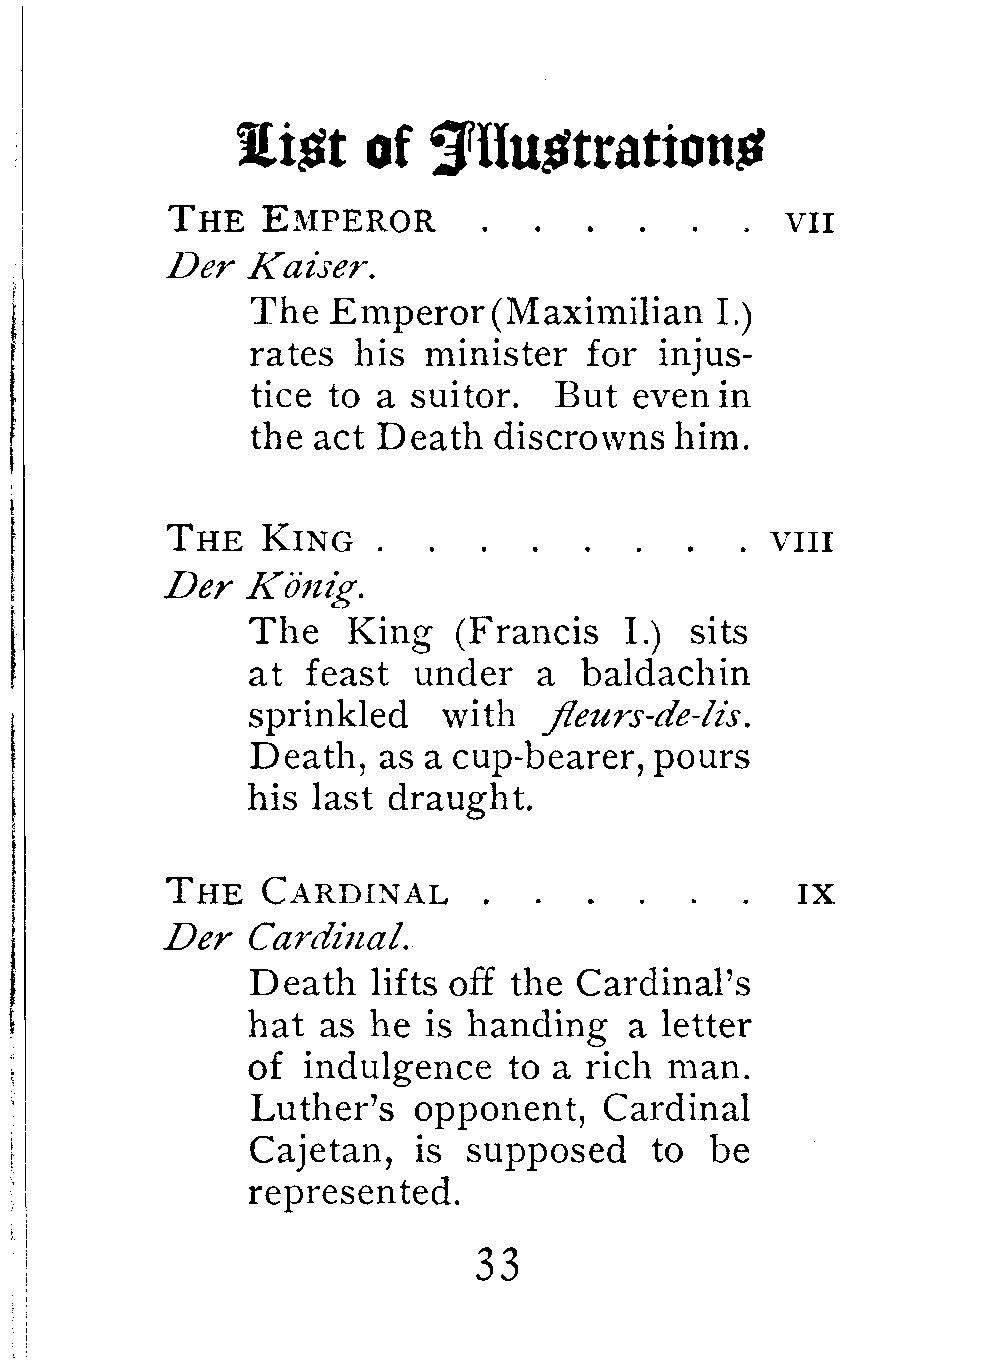 List of Illustrations
THE EMPEROR . . . . . . VII
Der Kaiser.
The Emperor (Maximilian I.)
rates his minister for injus-
tice to a suitor. But even in
the act Death discrowns him.
THE KING . . . . . . . . VIII
Der König.
The King (Francis I.) sits
at feast under a baldachin
sprinkled with fleurs-de-lis.
Death, as a cup-bearer, pours
his last draught.
THE CARDINAL . . . . . . IX
Der Cardinal.
Death lifts off the Cardinal's
hat as he is handing a letter
of indulgence to a rich man.
Luther's opponent, Cardinal
Cajetan, is supposed to be
represented.
33